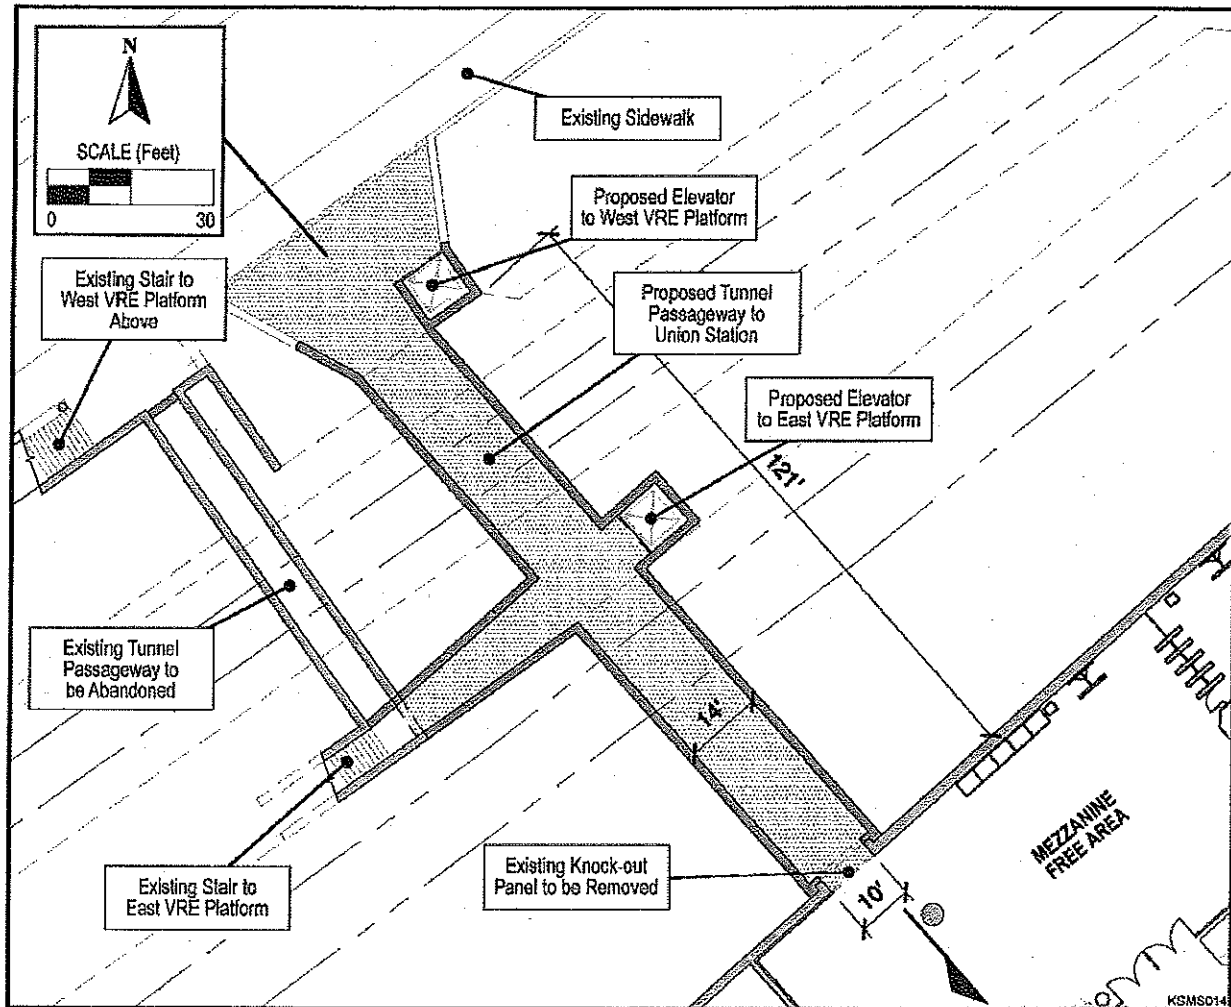 N
SCALE (Feet)
0 30
Existing Sidewalk
Proposed Elevator
to West VRE Platform
Existing Stair to
West VRE Platform
Above
Proposed Tunnel
Passageway to
Union Station
Proposed Elevator
to East VRE Platform
121'
Existing Tunnel
Passageway to
be Abandoned
14'
MEZZANINE
FREE AREA
Existing Knock-out
Panel to be Removed
10'
Existing Stair to
East VRE Platform
KSMS014